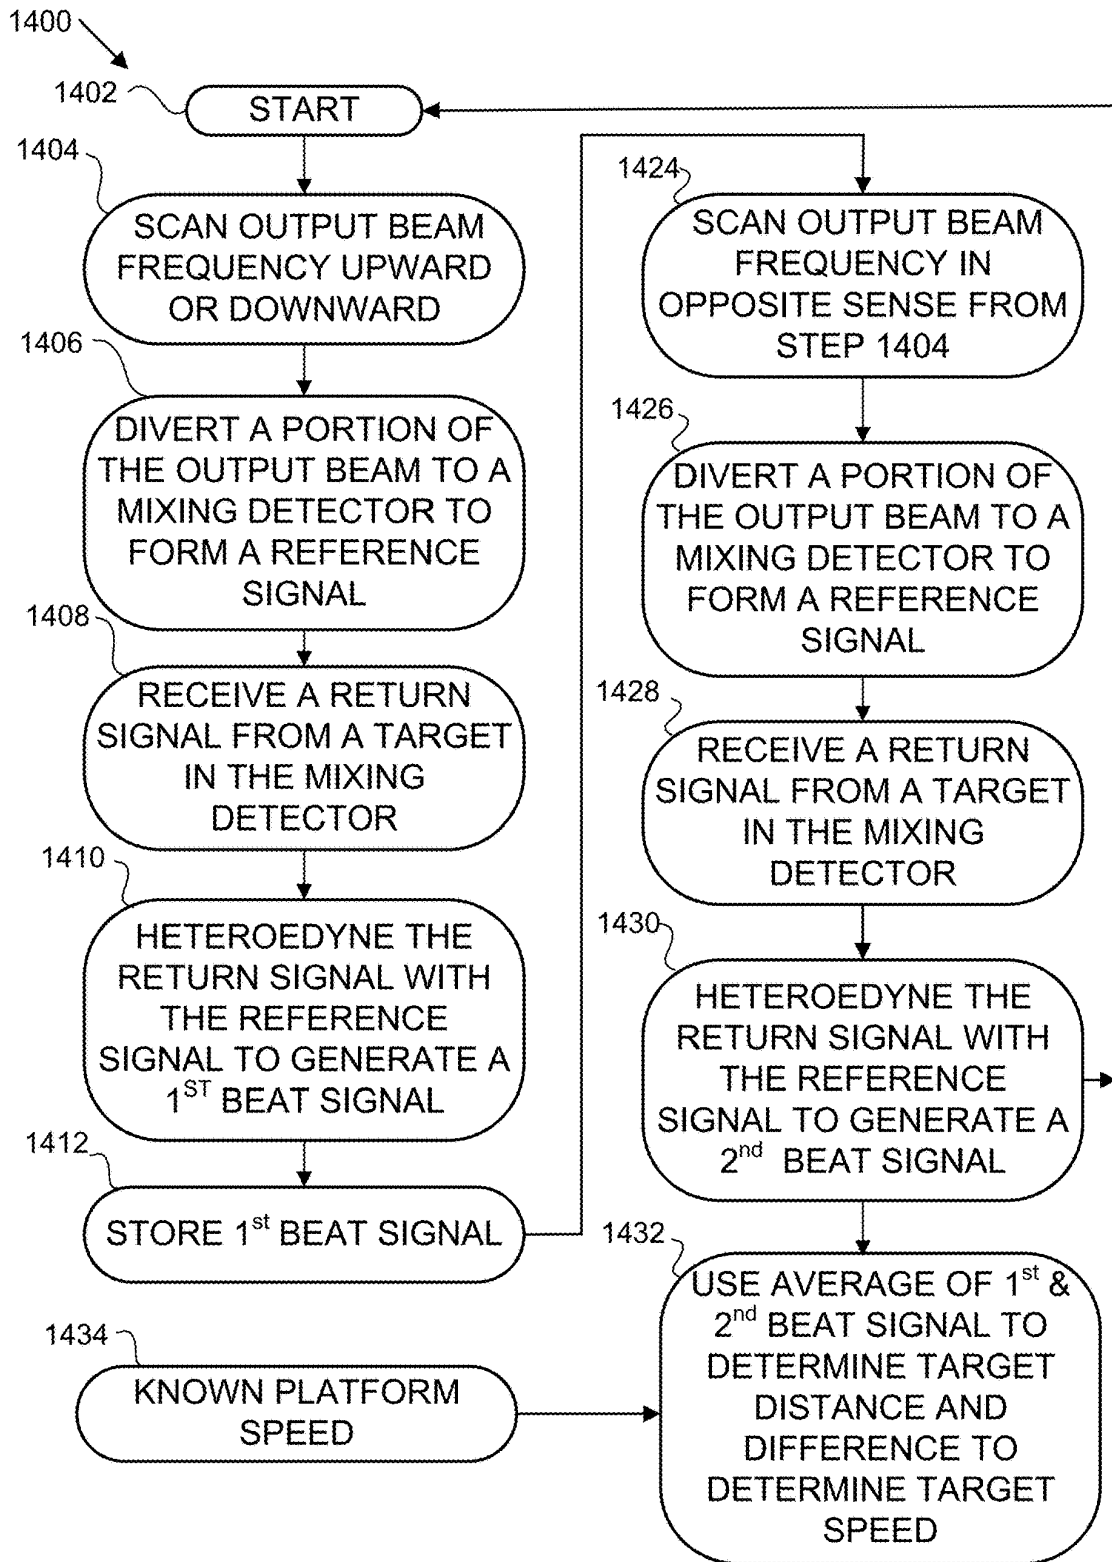 1400
1402
START
1404
SCAN OUTPUT BEAM
FREQUENCY UPWARD
OR DOWNWARD
1406
DIVERT A PORTION OF
THE OUTPUT BEAM TO A
MIXING DETECTOR TO
FORM A REFERENCE
SIGNAL
1408
RECEIVE A RETURN
SIGNAL FROM A TARGET
IN THE MIXING
DETECTOR
1410
HETEROEDYNE THE
RETURN SIGNAL WITH
THE REFERENCE
SIGNAL TO GENERATE A
1ST BEAT SIGNAL
1412
STORE 1st BEAT SIGNAL
1434
KNOWN PLATFORM
SPEED
1424
SCAN OUTPUT BEAM
FREQUENCY IN
OPPOSITE SENSE FROM
STEP 1404
1426
DIVERT A PORTION OF
THE OUTPUT BEAM TO A
MIXING DETECTOR TO
FORM A REFERENCE
SIGNAL
1428
RECEIVE A RETURN
SIGNAL FROM A TARGET
IN THE MIXING
DETECTOR
1430
HETEROEDYNE THE
RETURN SIGNAL WITH
THE REFERENCE
SIGNAL TO GENERATE A
2nd BEAT SIGNAL
1432
USE AVERAGE OF 1st &
2nd BEAT SIGNAL TO
DETERMINE TARGET
DISTANCE AND
DIFFERENCE TO
DETERMINE TARGET
SPEED